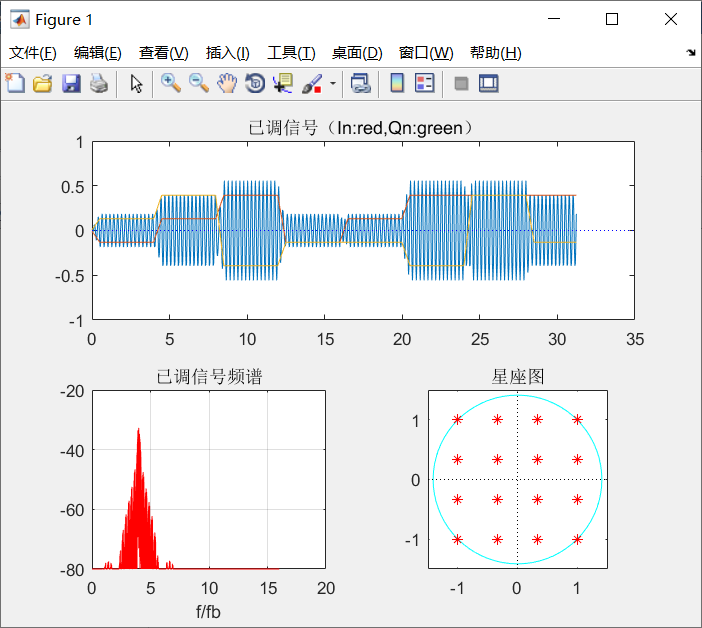 Figure 1
文件(F) 编辑(E) 查看(V) 插入(I) 工具(T) 桌面(D) 窗口(W) 帮助(H)
已调信号（In:red,Qn:green）
1
0.5
0
-0.5
-1
0 5 10 15 20 25 30 35
已调信号频谱
-20
-40
-60
-80
0 5 10 15 20
f/fb
星座图
1
0
-1
-1 0 1